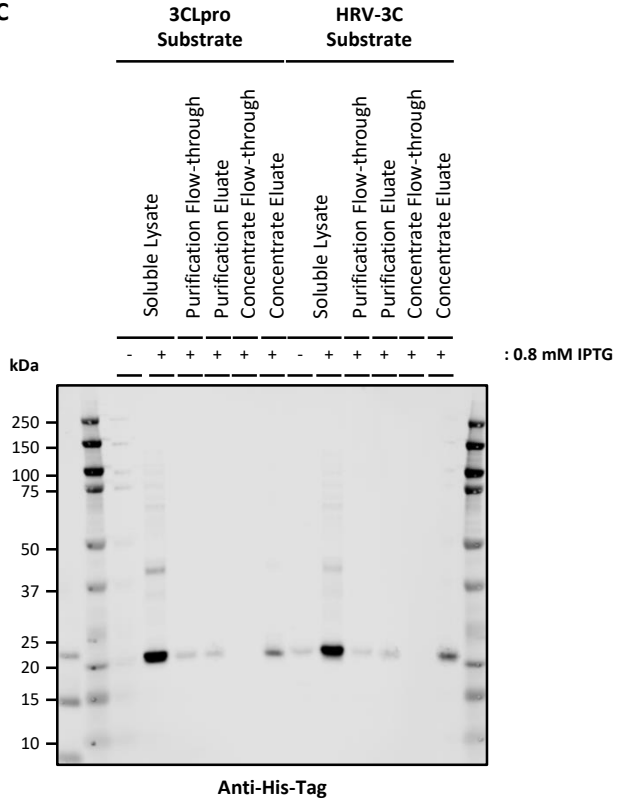 C
3CLpro
Substrate
HRV-3C
Substrate
Soluble Lysate
Purification Flow-through
Purification Eluate
Concentrate Flow-through
Concentrate Eluate
Soluble Lysate
Purification Flow-through
Purification Eluate
Concentrate Flow-through
Concentrate Eluate
- + + + + + - + + + + + : 0.8 mM IPTG
kDa
250
150
100
75
50
37
25
20
15
10
Anti-His-Tag